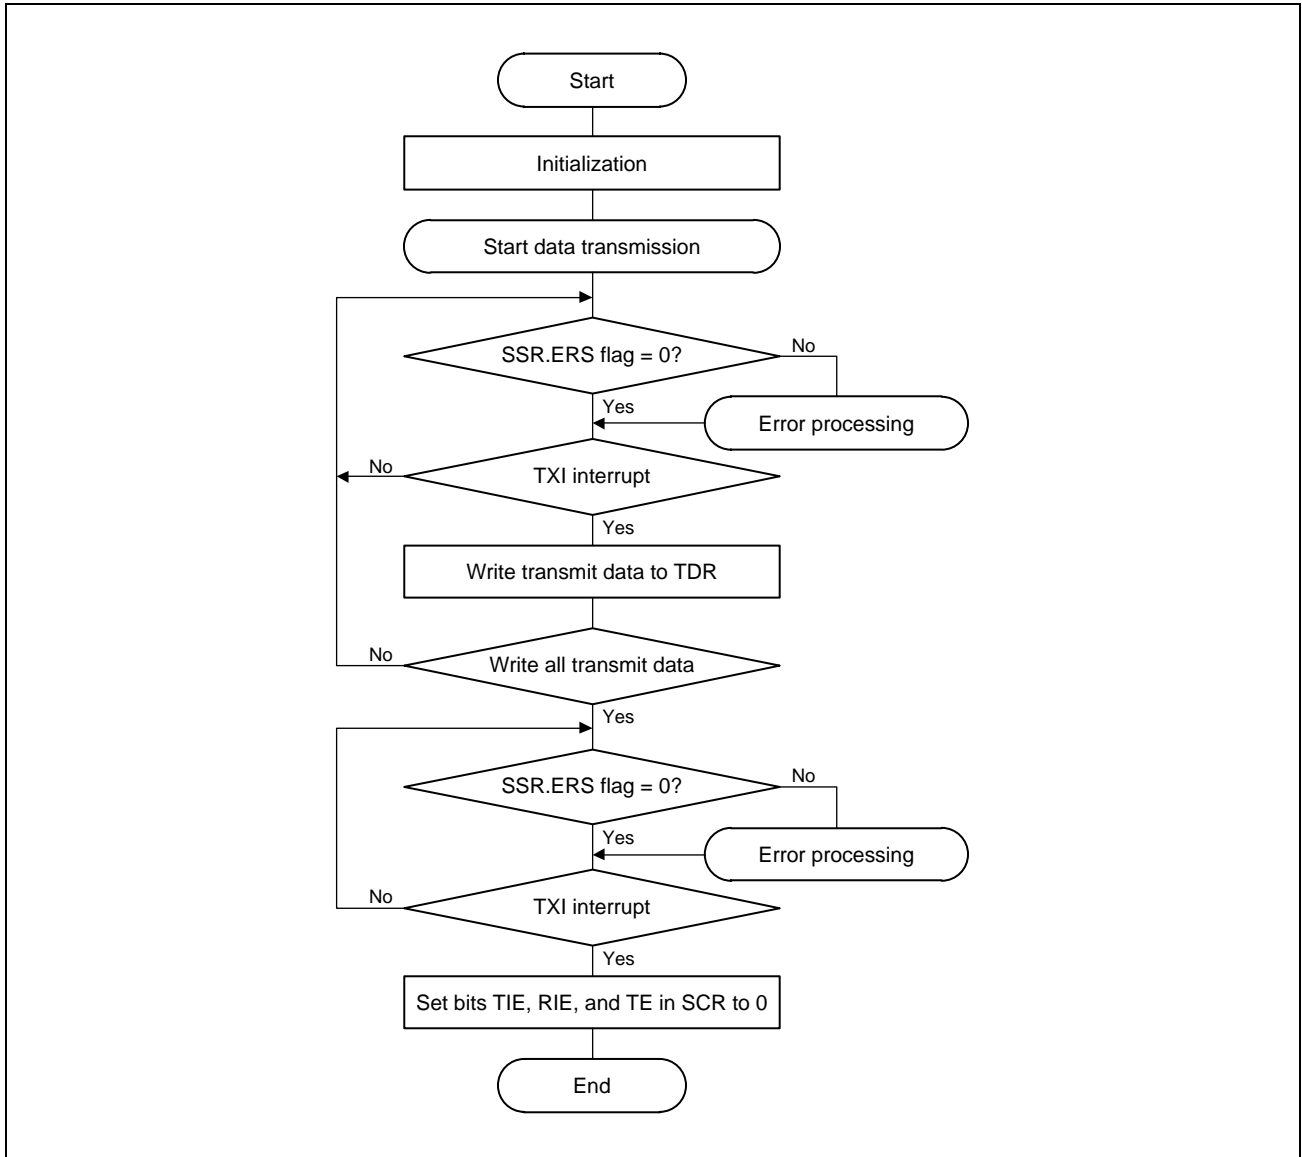 Start
Initialization
Start data transmission
SSR.ERS flag = 0?
No
Yes
Error processing
No
TXI interrupt
Yes
Write transmit data to TDR
No
Write all transmit data
Yes
SSR.ERS flag = 0?
No
Yes
Error processing
No
TXI interrupt
Yes
Set bits TIE, RIE, and TE in SCR to 0
End